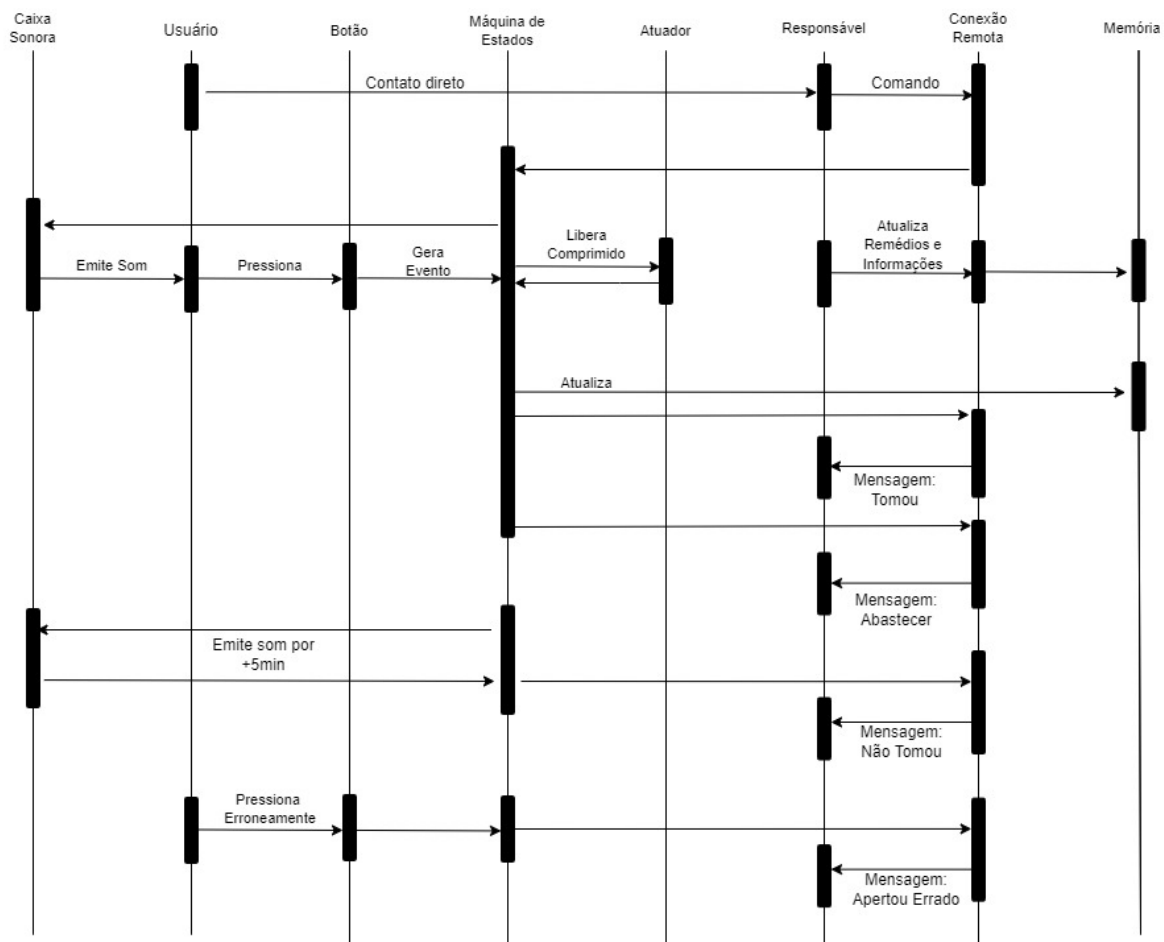 Caixa
Sonora
Usuário
Botão
Máquina de
Estados
Atuador
Responsável
Conexão
Remota
Memória
Contato direto
Comando
Emite Som
Pressiona
Gera
Evento
Libera
Comprimido
Atualiza
Remédios e
Informações
Atualiza
Mensagem:
Tomou
Mensagem:
Abastecer
Emite som por
+5min
Mensagem:
Não Tomou
Pressiona
Erroneamente
Mensagem:
Apertou Errado